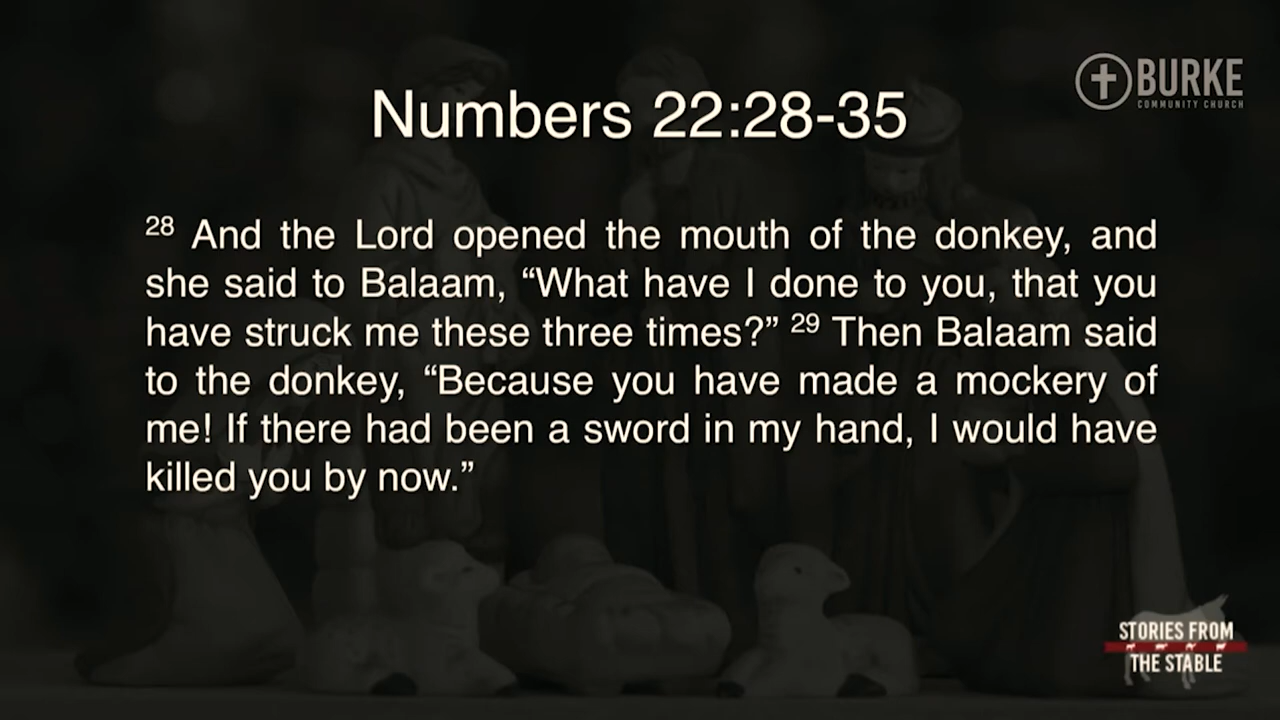 BURKE
COMMUNITY CHURCH
Numbers 22:28-35
28 And the Lord opened the mouth of the donkey, and
she said to Balaam, “What have I done to you, that you
have struck me these three times?” 29 Then Balaam said
to the donkey, “Because you have made a mockery of
me! If there had been a sword in my hand, I would have
killed you by now.”
STORIES FROM
THE STABLE